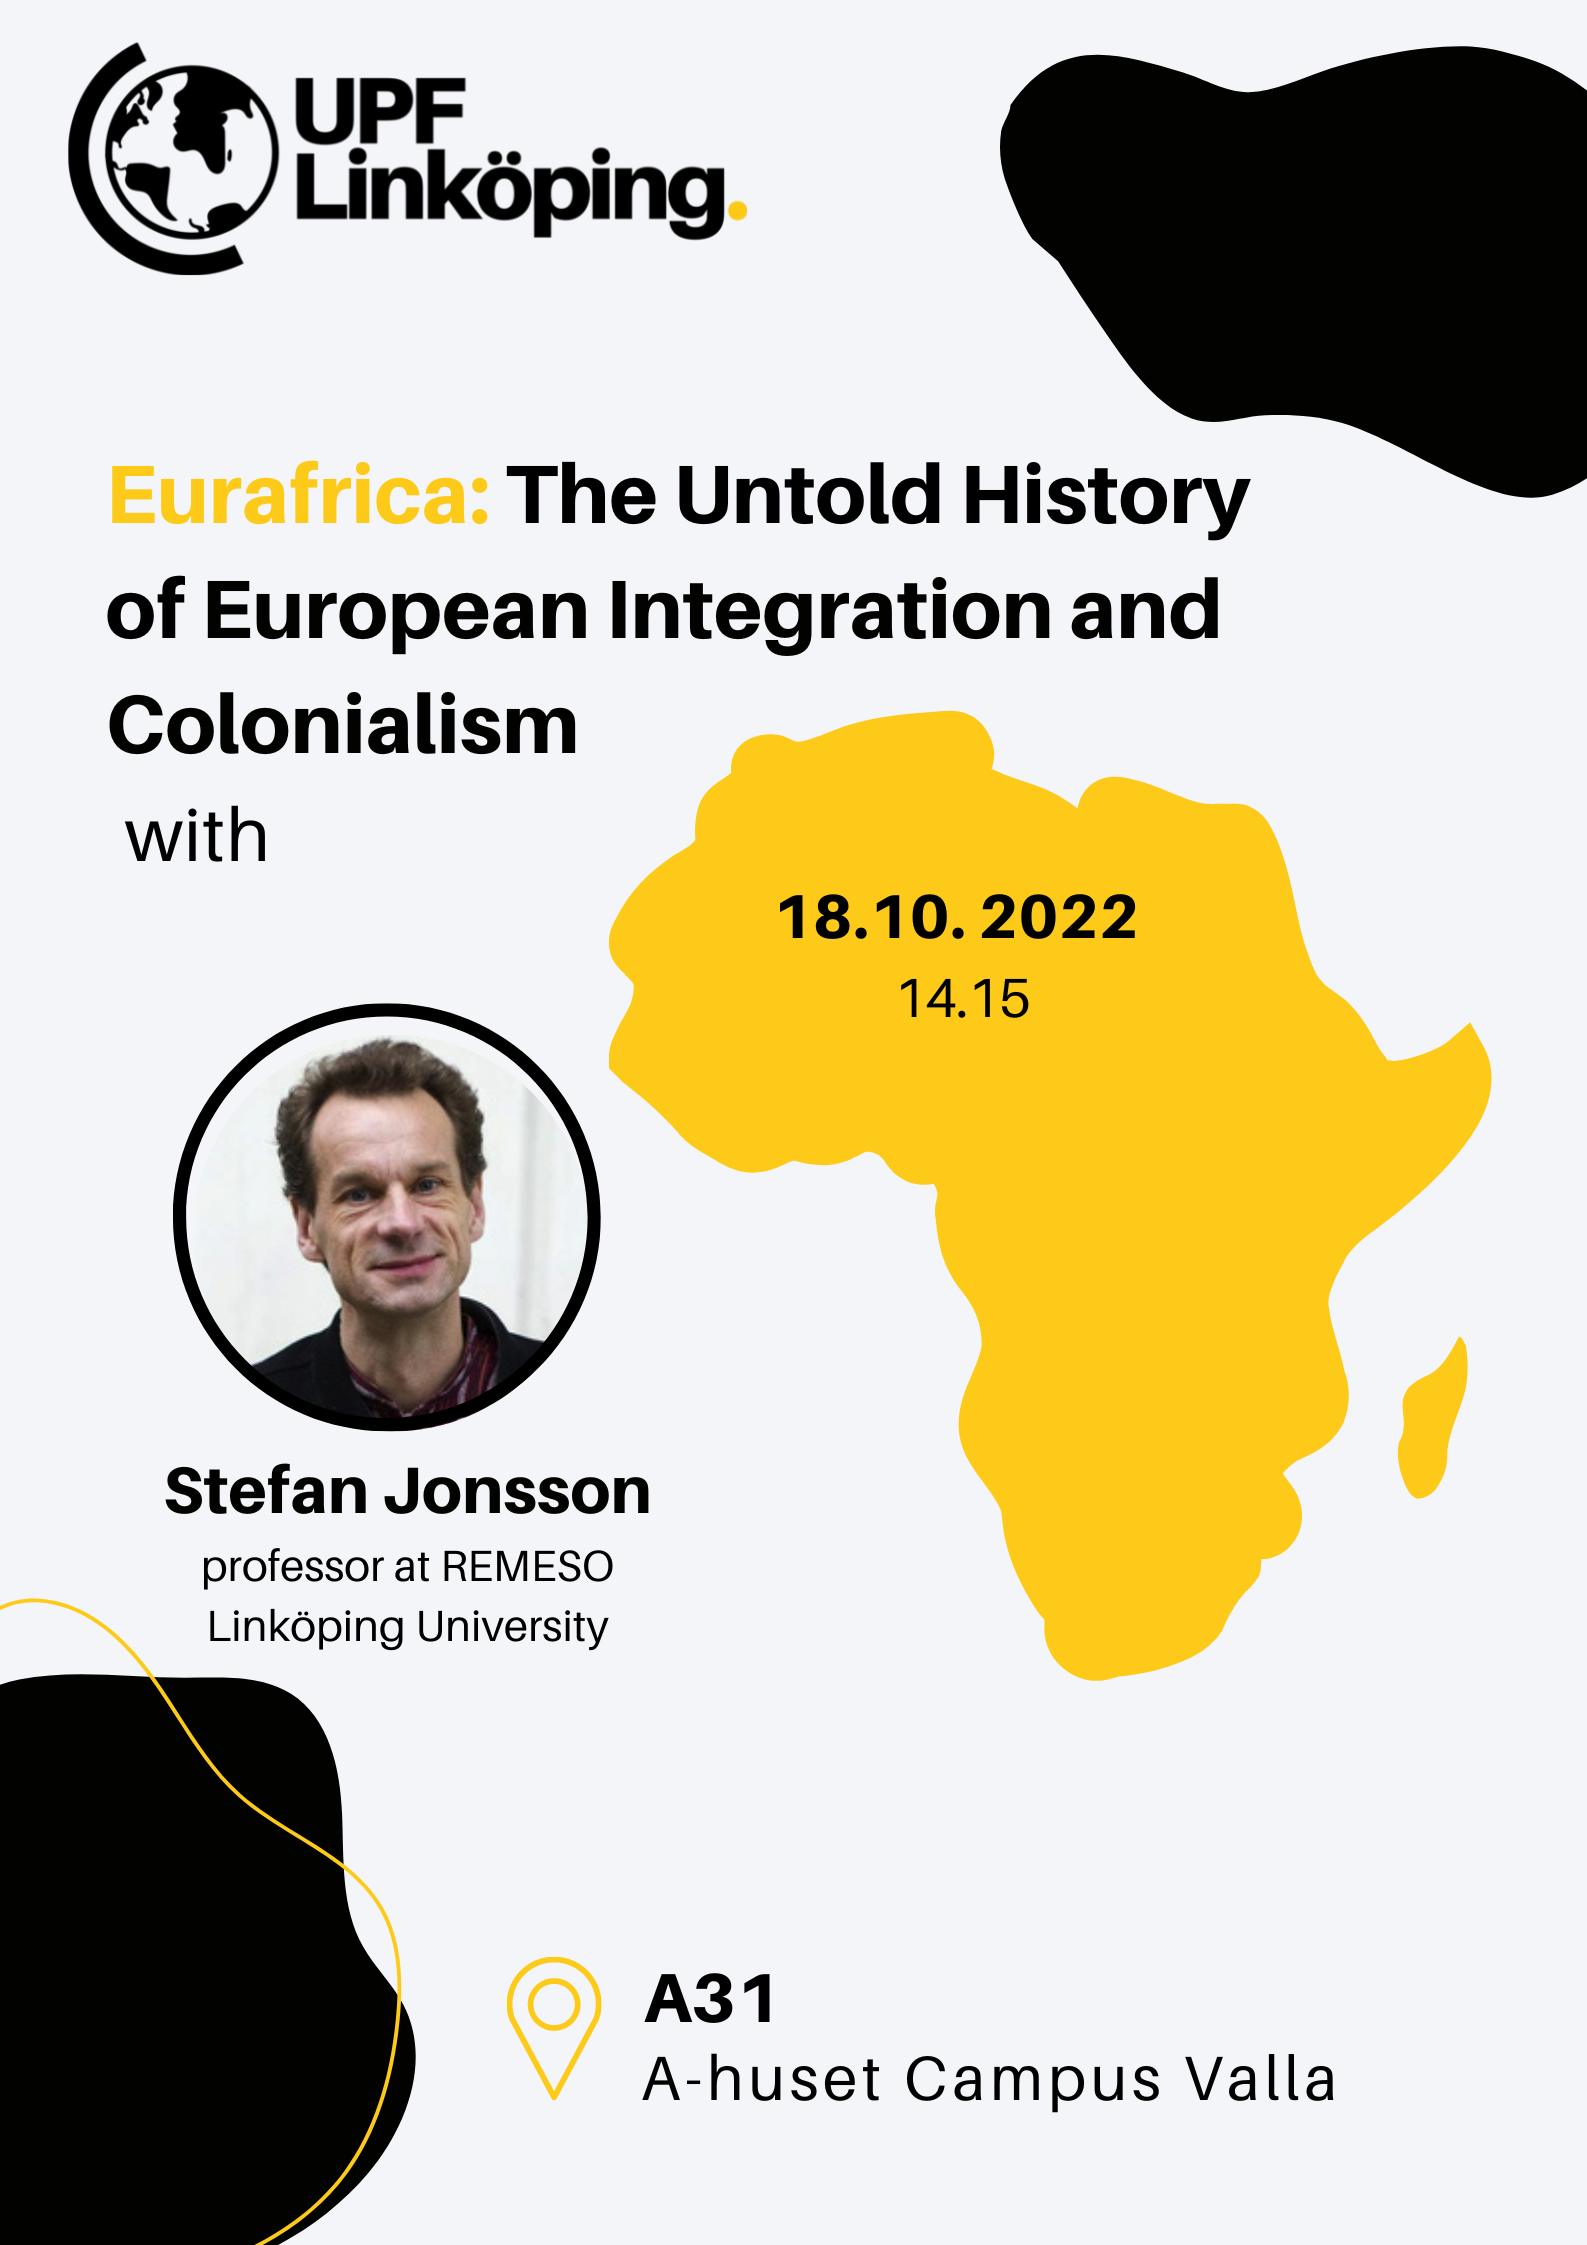 UPF
Linköping.
Eurafrica: The Untold History
of European Integration and
Colonialism
with
18.10. 2022
14.15
Stefan Jonsson
professor at REMESO
Linköping University
A31
A-huset Campus Valla